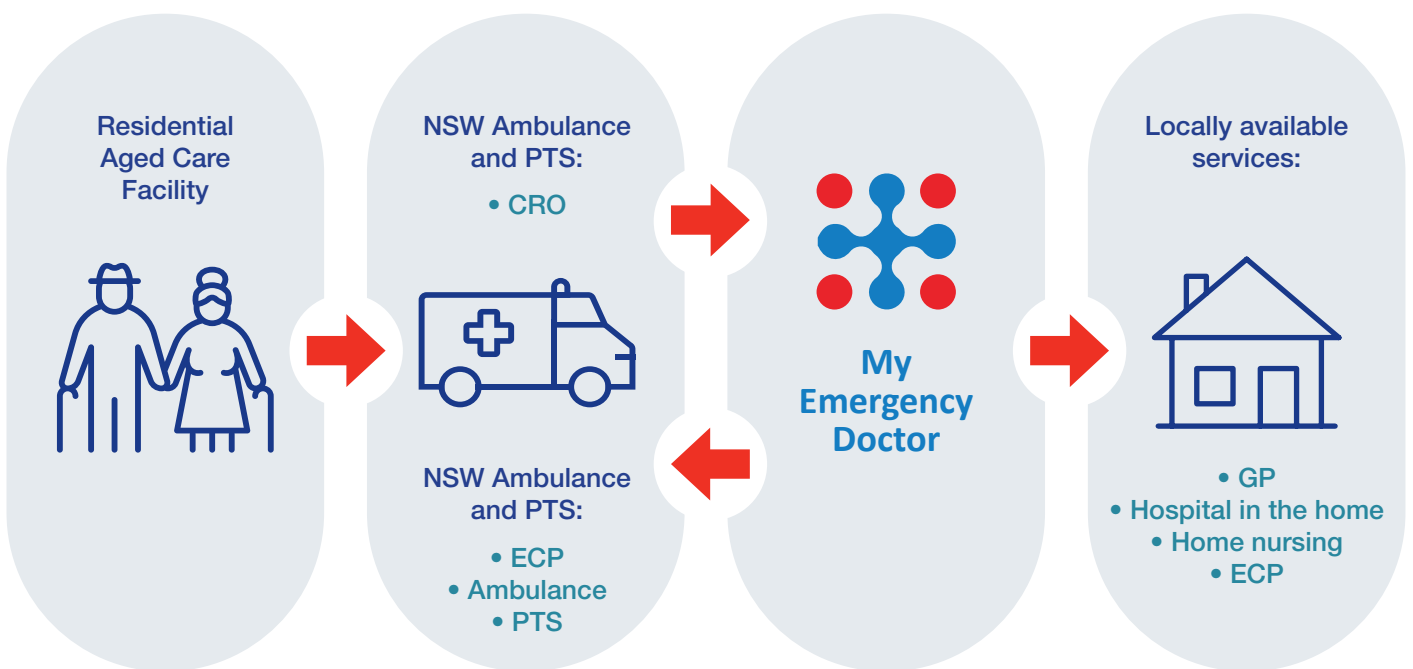 Residential
Aged Care
Facility
NSW Ambulance
and PTS:
• CRO
NSW Ambulance
and PTS:
• ECP
• Ambulance
• PTS
My
Emergency
Doctor
Locally available
services:
• GP
• Hospital in the home
• Home nursing
• ECP